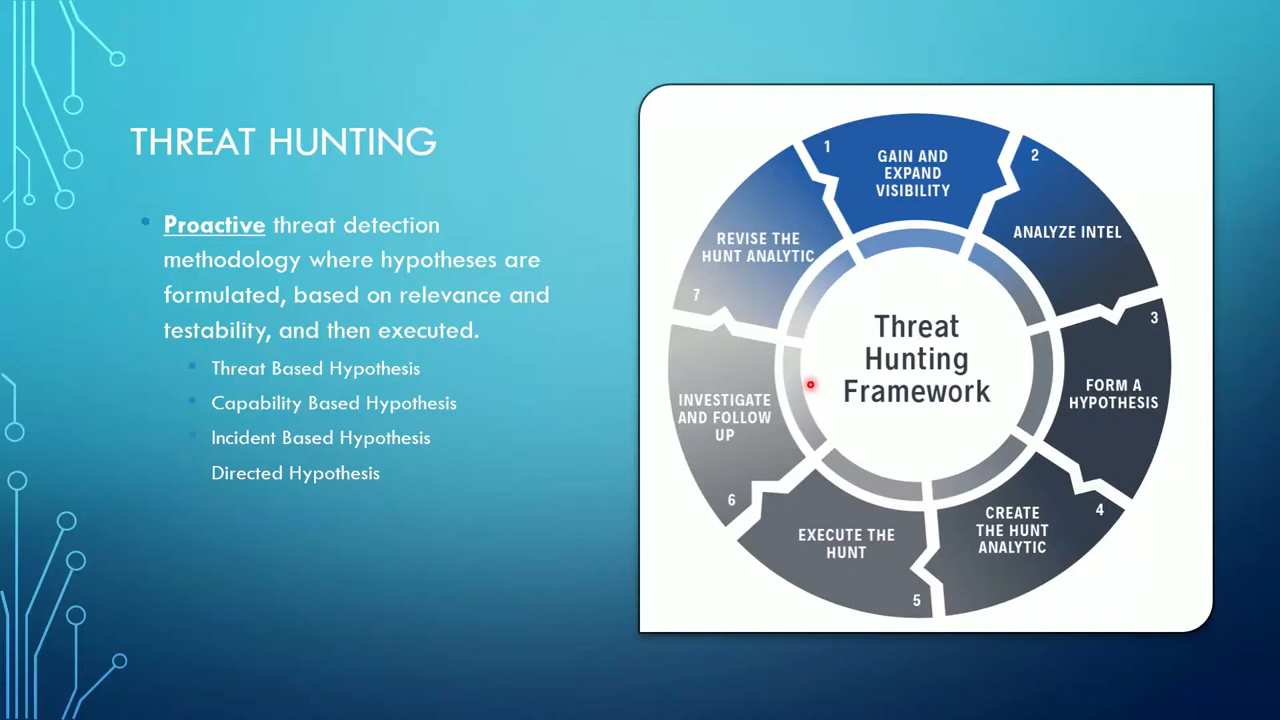 THREAT HUNTING
Proactive threat detection
methodology where hypotheses are
formulated, based on relevance and
testability, and then executed.
Threat Based Hypothesis
Capability Based Hypothesis
Incident Based Hypothesis
Directed Hypothesis
Threat
Hunting
Framework
1
GAIN AND
EXPAND
VISIBILITY
2
ANALYZE INTEL
3
FORM A
HYPOTHESIS
4
CREATE
THE HUNT
ANALYTIC
5
EXECUTE THE
HUNT
6
INVESTIGATE
AND FOLLOW
UP
7
REVISE THE
HUNT ANALYTIC